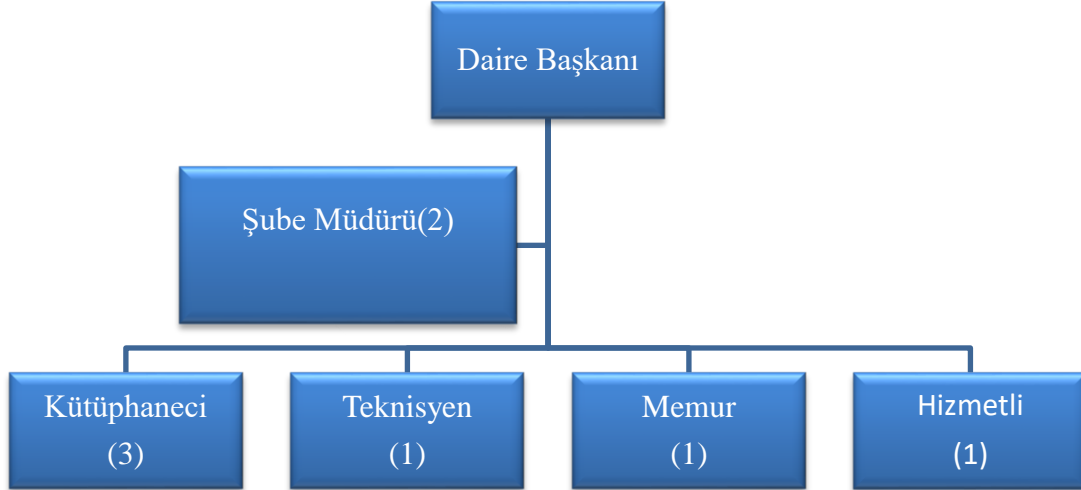 Daire Başkanı
Şube Müdürü(2)
Kütüphaneci
(3)
Teknisyen
(1)
Memur
(1)
Hizmetli
(1)